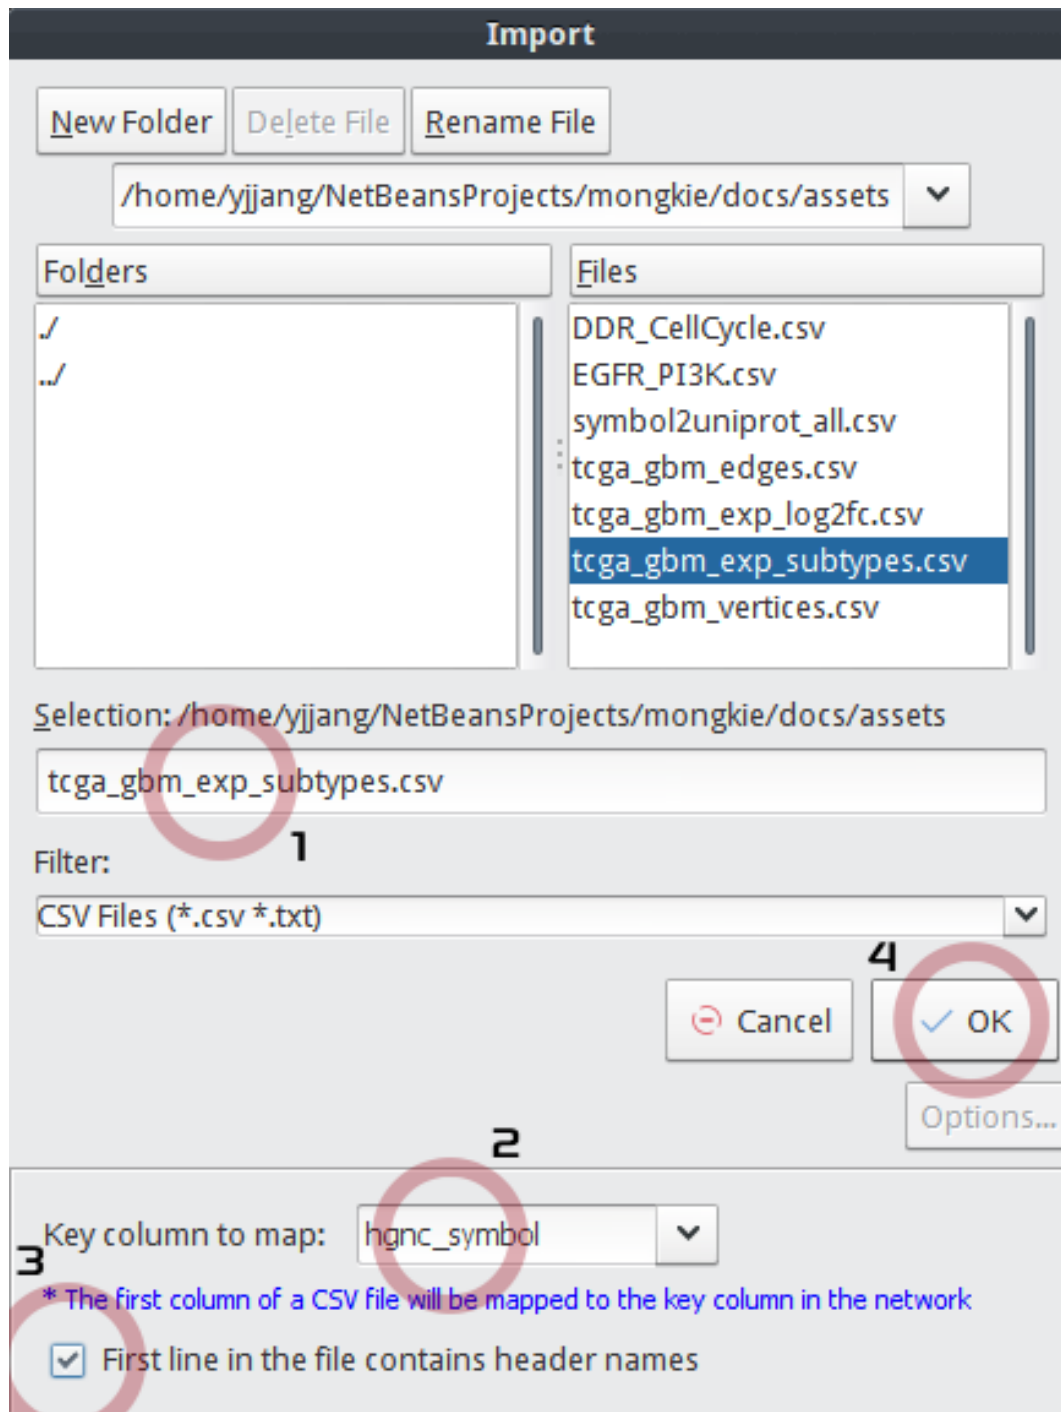 Import
New Folder Delete File Rename File
/home/yjjang/NetBeansProjects/mongkie/docs/assets
Folders
./
../
Files
DDR_CellCycle.csv
EGFR_PI3K.csv
symbol2uniprot_all.csv
tcga_gbm_edges.csv
tcga_gbm_exp_log2fc.csv
tcga_gbm_exp_subtypes.csv
tcga_gbm_vertices.csv
Selection: /home/yjjang/NetBeansProjects/mongkie/docs/assets
tcga_gbm_exp_subtypes.csv
1
Filter:
CSV Files (*.csv *.txt)
4
Cancel OK
Options...
2
Key column to map: hgnc_symbol
3
* The first column of a CSV file will be mapped to the key column in the network
First line in the file contains header names